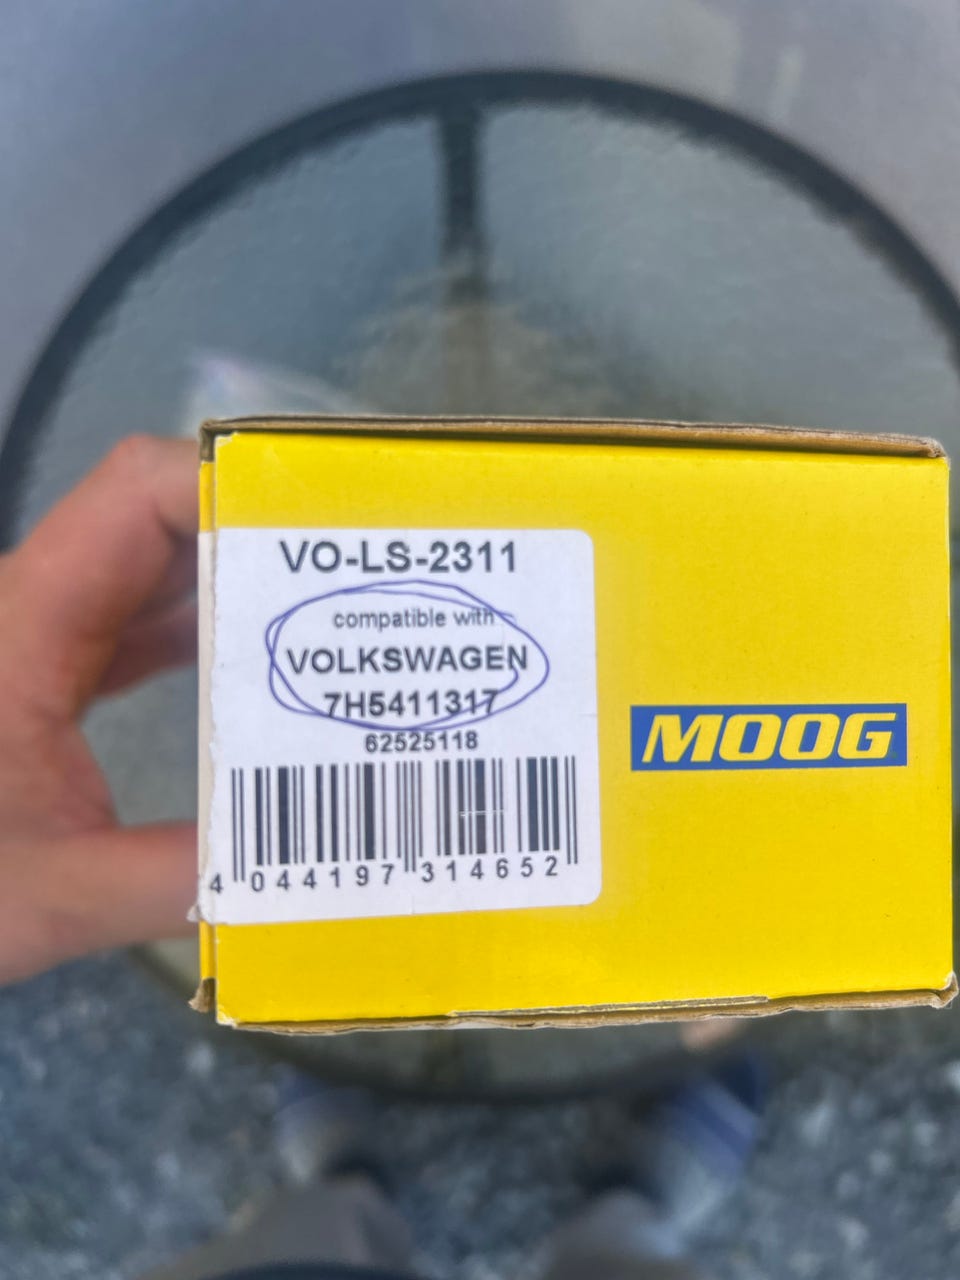 VO-LS-2311
compatible with
VOLKSWAGEN
7H5411317
62525118
4 044197 314652
MOOG